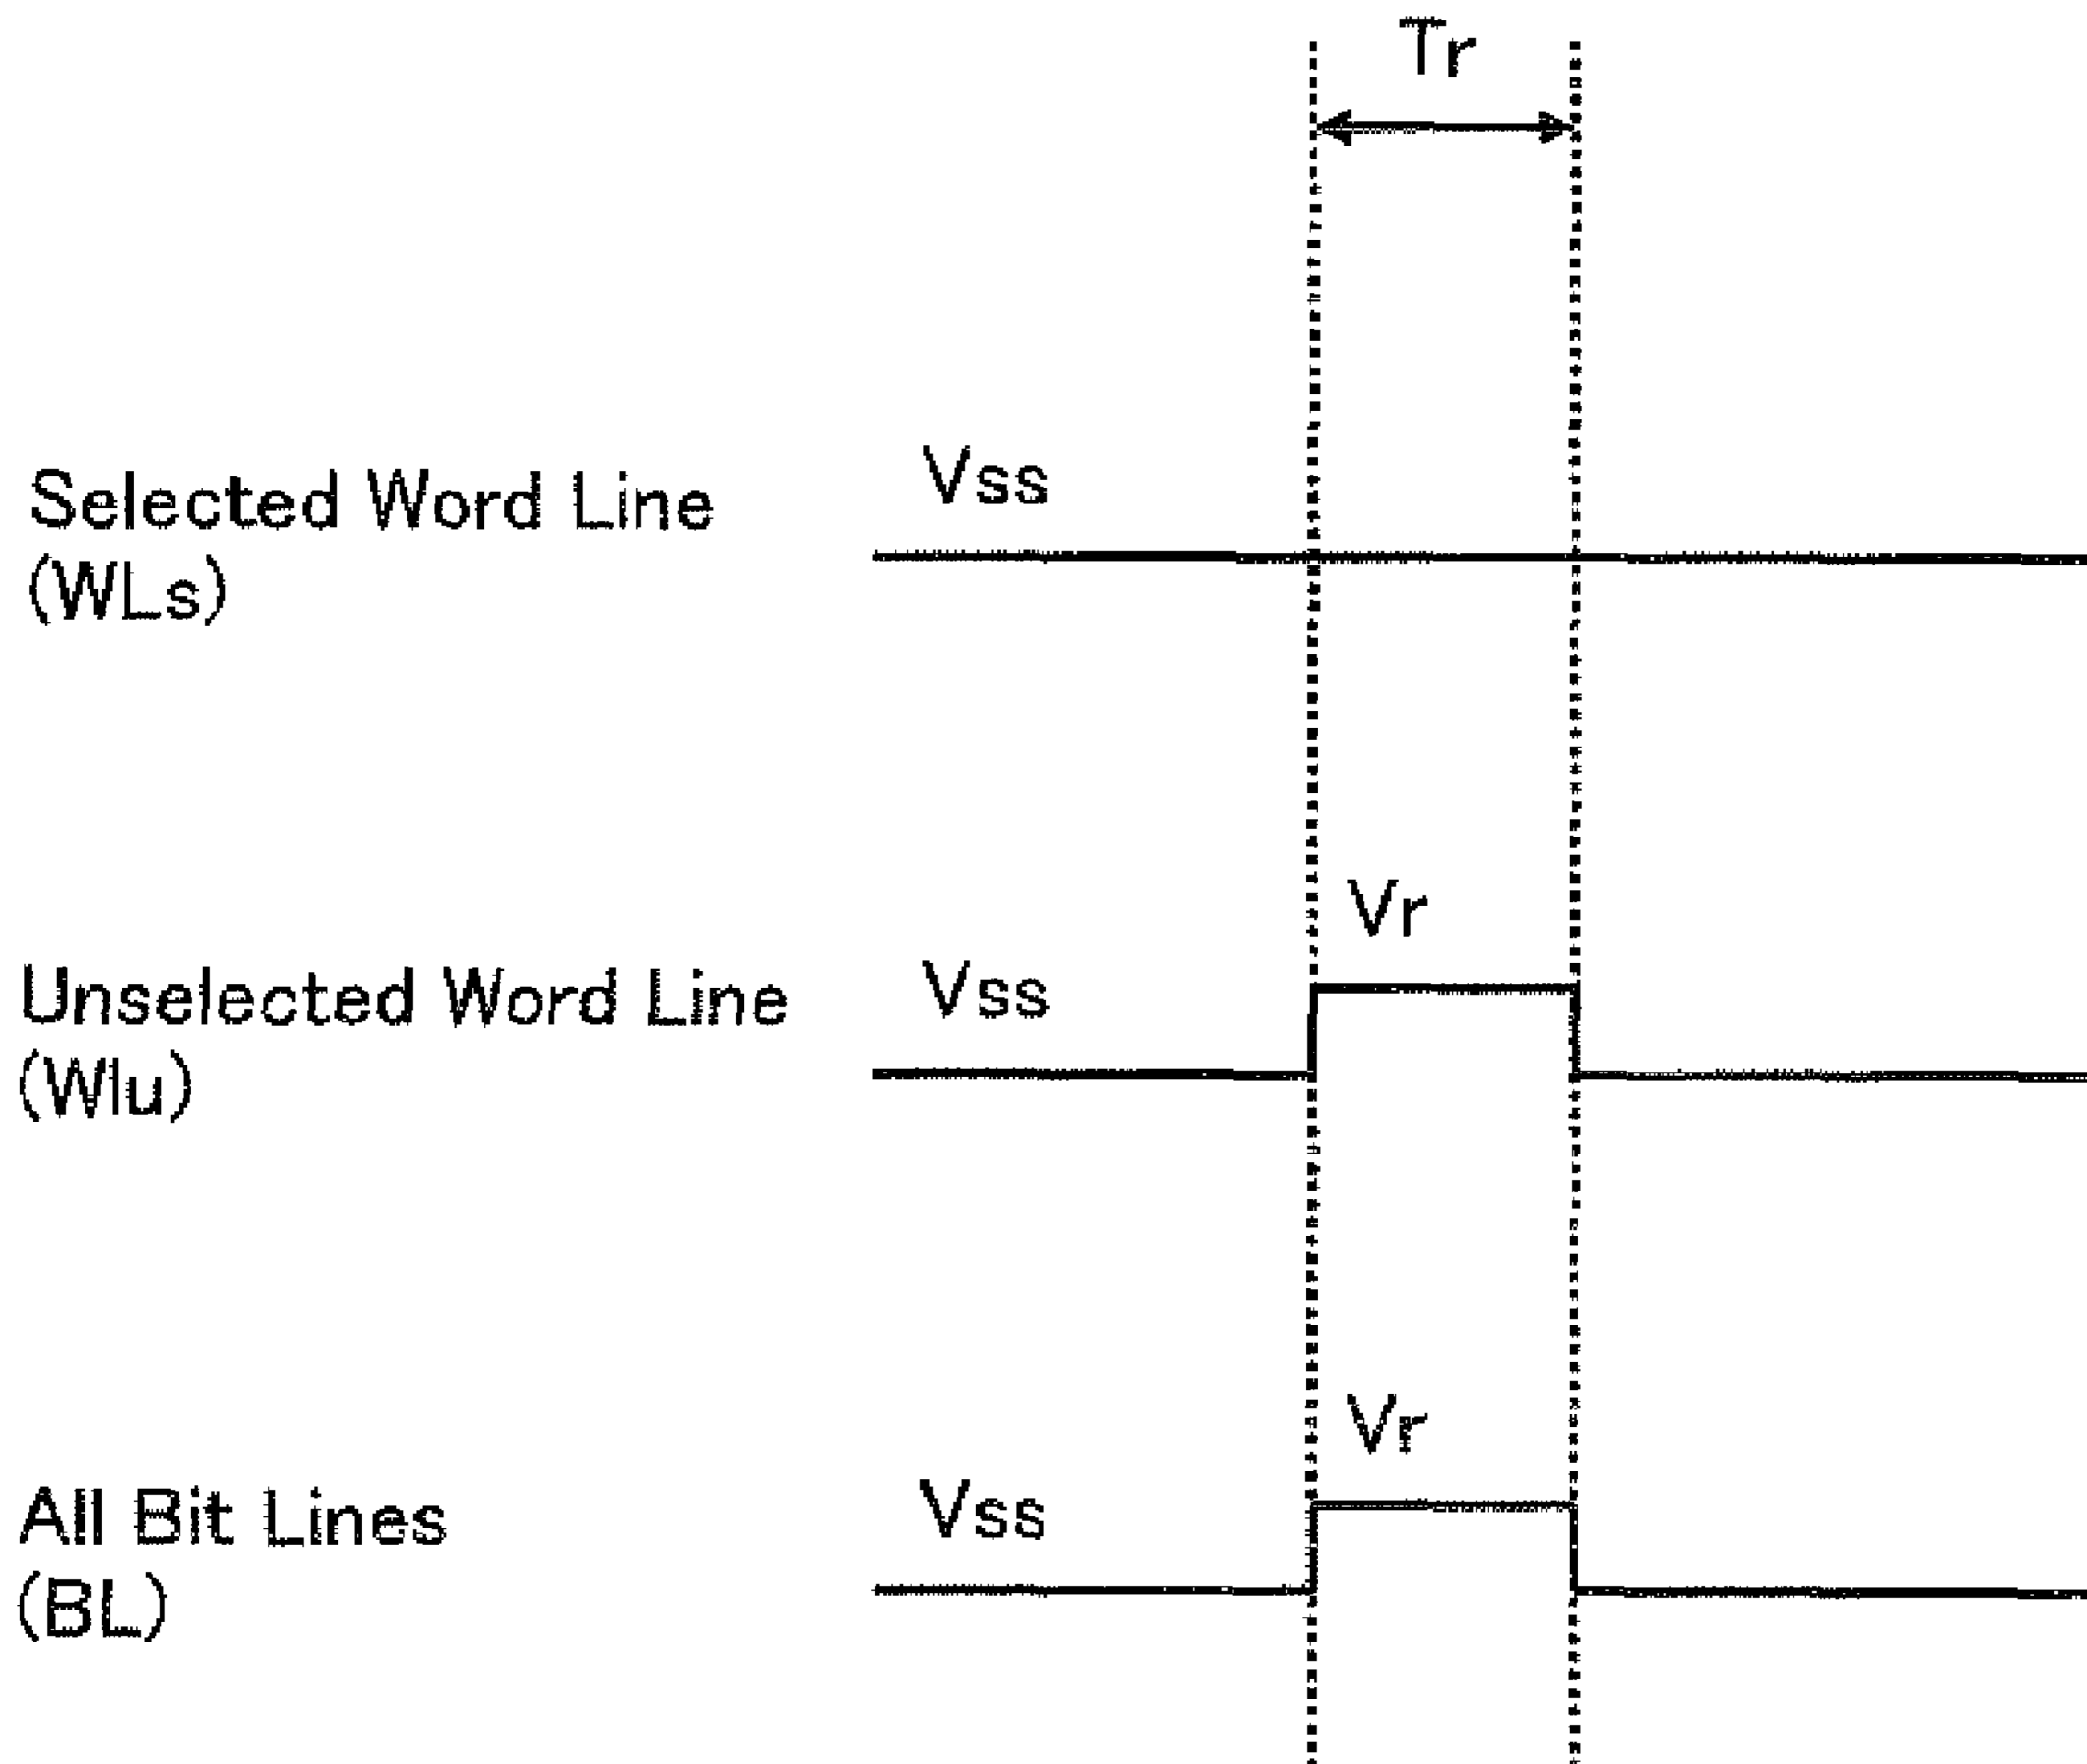 Tr
Selected Word Line
(WLs)
Vss
Unselected Word Line
(Wlu)
Vss
Vr
All Bit Lines
(BL)
Vss
Vr